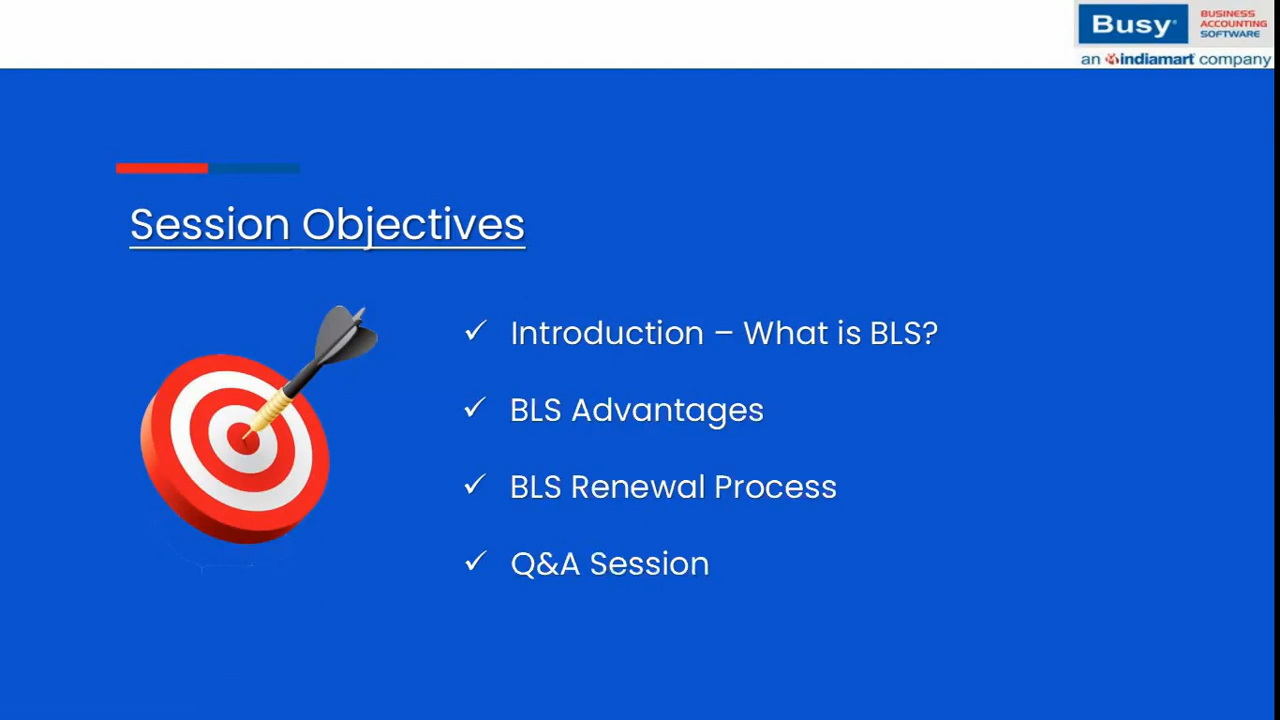 Busy
BUSINESS
ACCOUNTING
SOFTWARE
an indiamart company
Session Objectives
✓ Introduction – What is BLS?
✓ BLS Advantages
✓ BLS Renewal Process
✓ Q&A Session